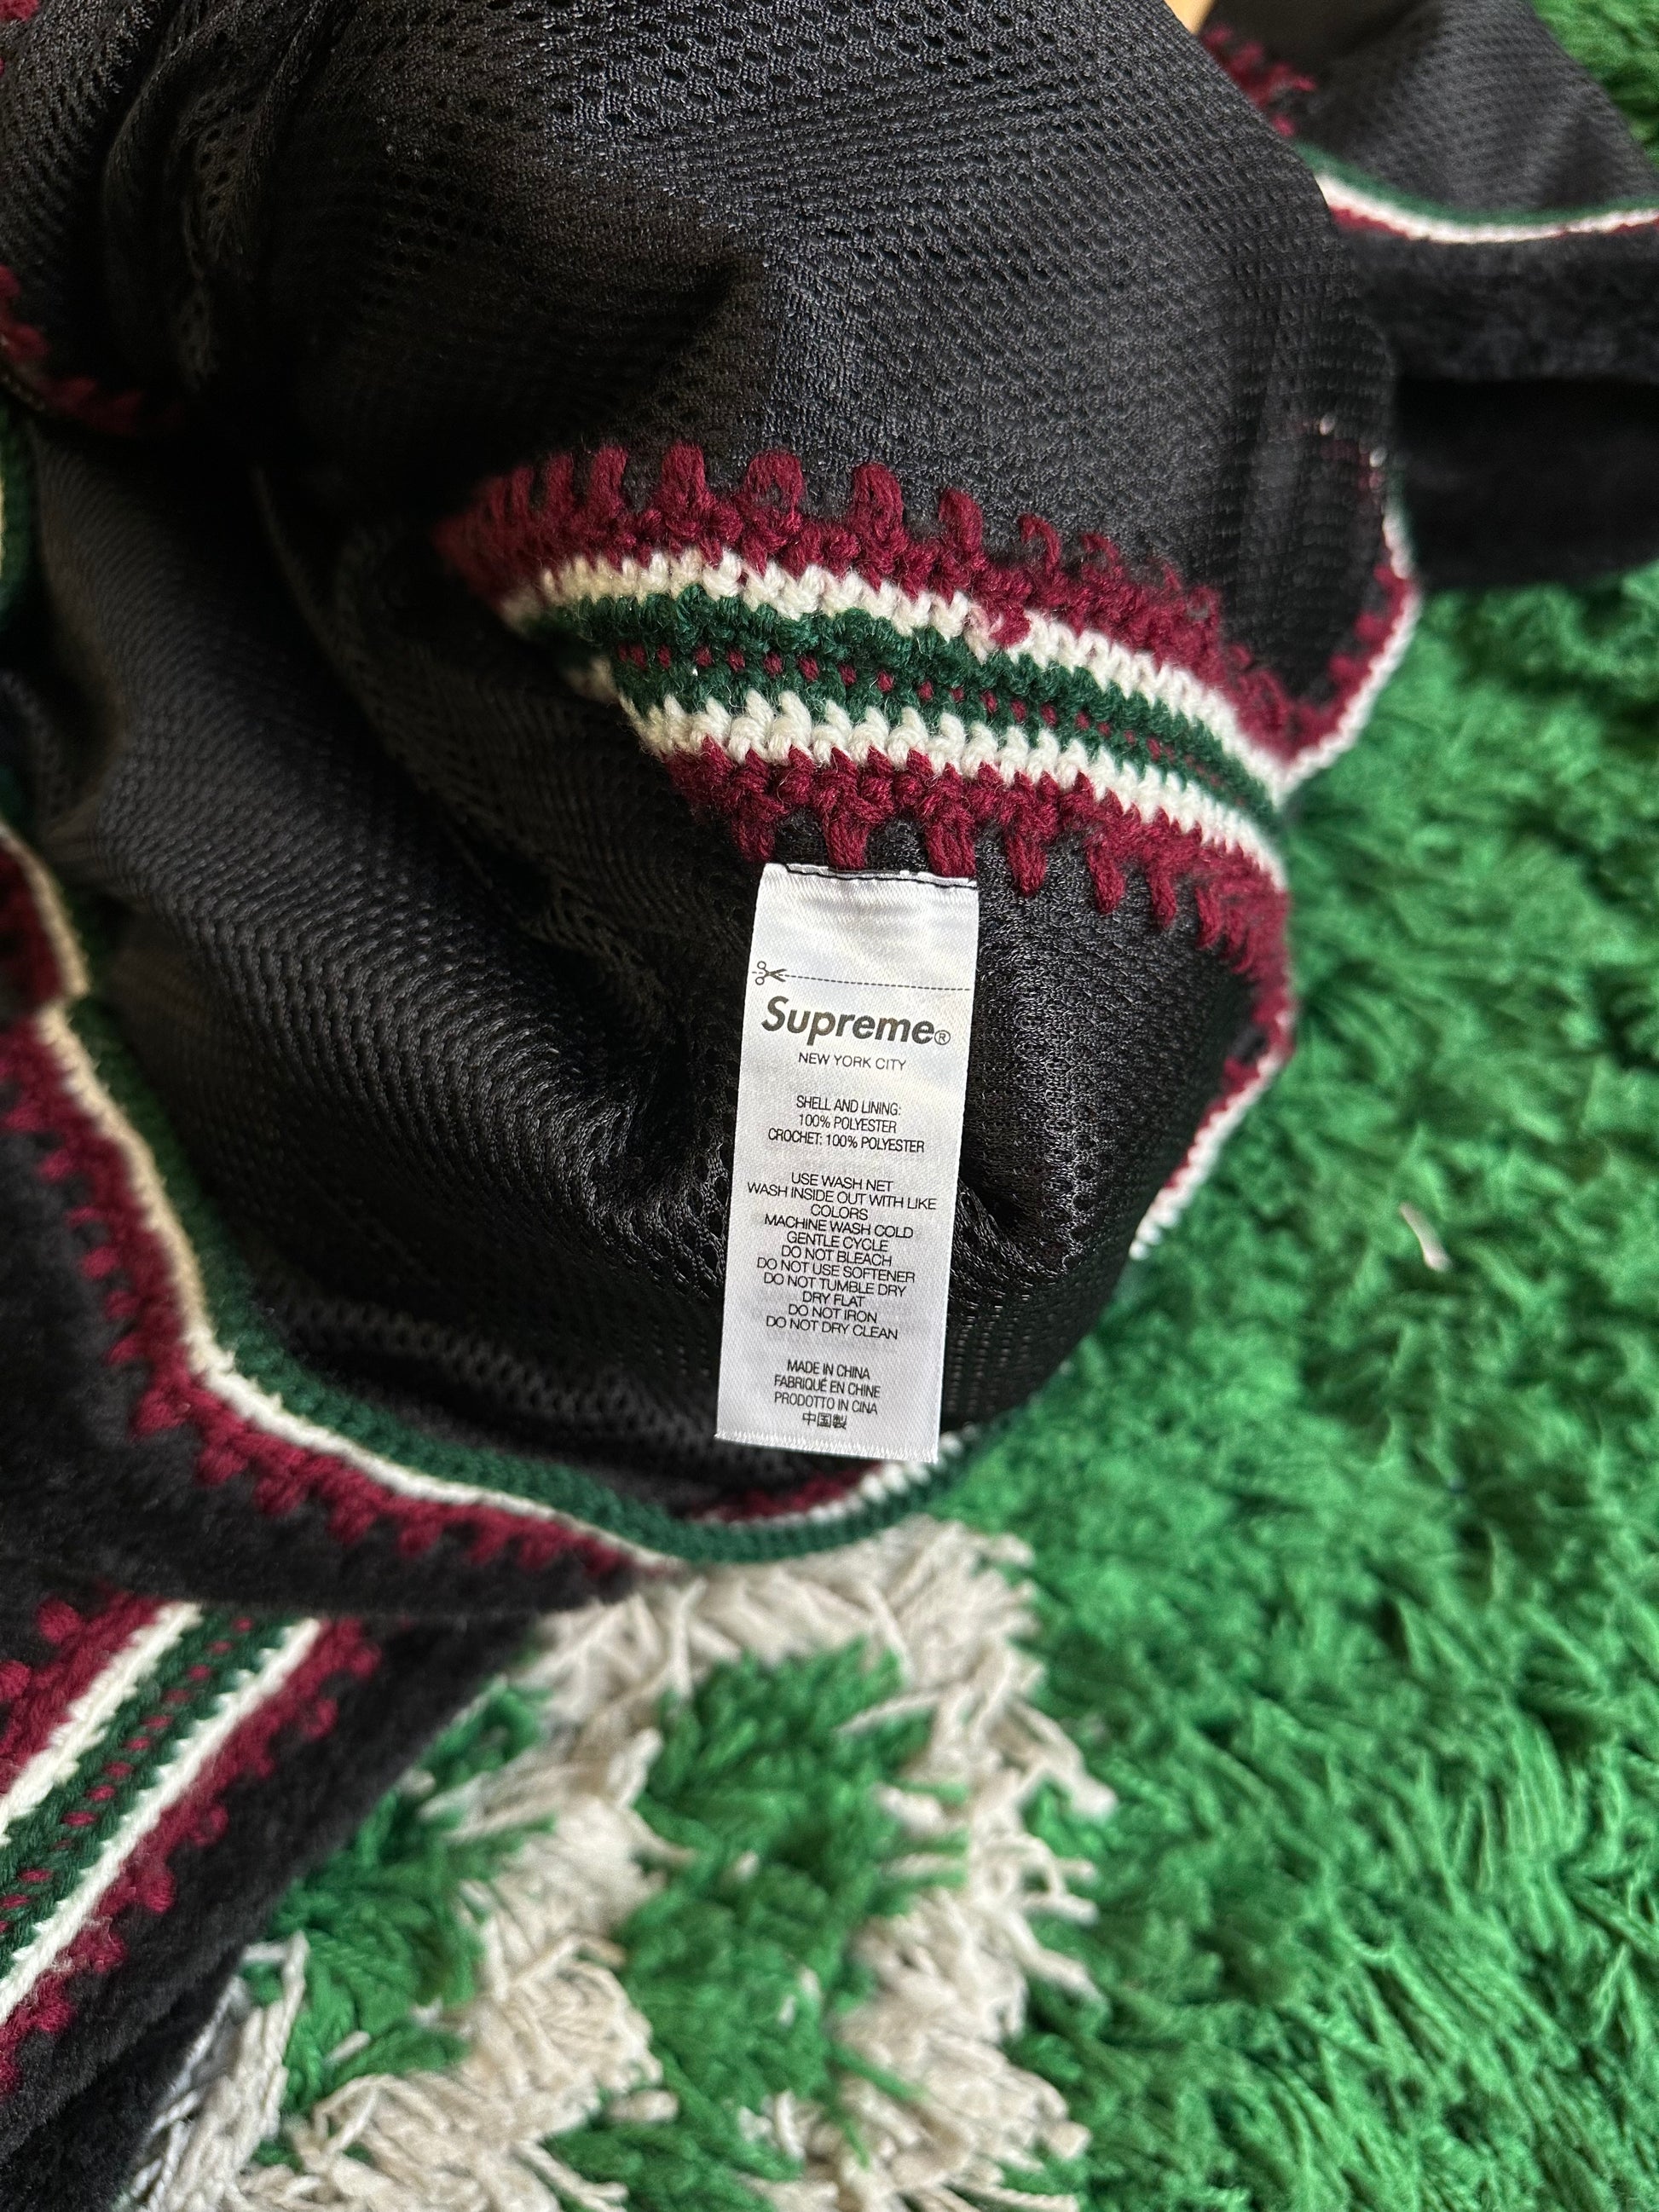 Supreme®
NEW YORK CITY
SHELL AND LINING:
100% POLYESTER
CROCHET: 100% POLYESTER
USE WASH NET
WASH INSIDE OUT WITH LIKE
COLORS
MACHINE WASH COLD
GENTLE CYCLE
DO NOT BLEACH
DO NOT USE SOFTENER
DO NOT TUMBLE DRY
DRY FLAT
DO NOT IRON
DO NOT DRY CLEAN
MADE IN CHINA
FABRIQUÉ EN CHINE
PRODOTTO IN CINA
中国製